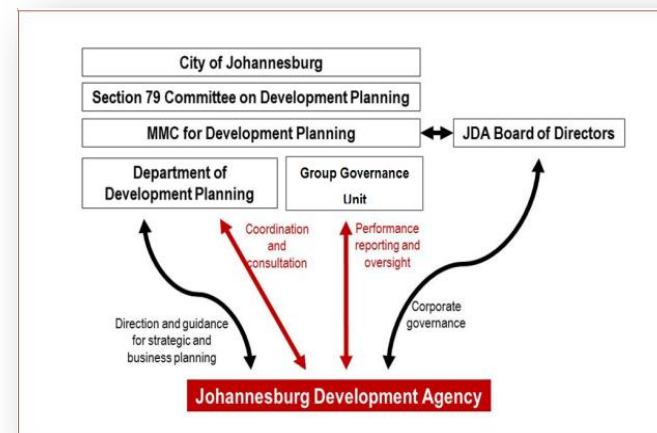 City of Johannesburg
Section 79 Committee on Development Planning
MMC for Development Planning
JDA Board of Directors
Department of
Development Planning
Group Governance
Unit
Coordination
and
consultation
Performance
reporting and
oversight
Direction and guidance
for strategic and
business planning
Corporate
governance
Johannesburg Development Agency